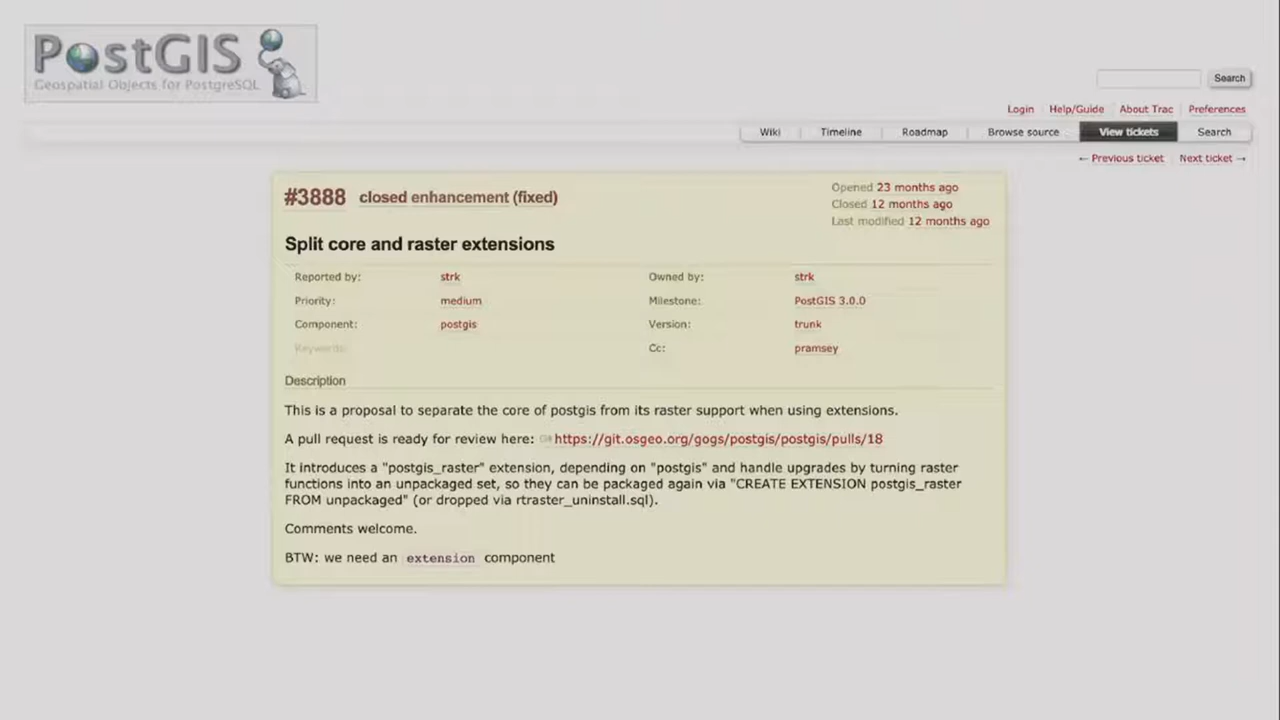 PostGIS
Geospatial Objects for PostgreSQL
Search
Login Help/Guide About Trac Preferences
Wiki Timeline Roadmap Browse source View tickets Search
← Previous ticket Next ticket →
#3888 closed enhancement (fixed)
Opened 23 months ago
Closed 12 months ago
Last modified 12 months ago
Split core and raster extensions
Reported by: strk Owned by: strk
Priority: medium Milestone: PostGIS 3.0.0
Component: postgis Version: trunk
Keywords: Cc: pramsey
Description
This is a proposal to separate the core of postgis from its raster support when using extensions.
A pull request is ready for review here: https://git.osgeo.org/gogs/postgis/postgis/pulls/18
It introduces a "postgis_raster" extension, depending on "postgis" and handle upgrades by turning raster
functions into an unpackaged set, so they can be packaged again via "CREATE EXTENSION postgis_raster
FROM unpackaged" (or dropped via rtraster_uninstall.sql).
Comments welcome.
BTW: we need an extension component